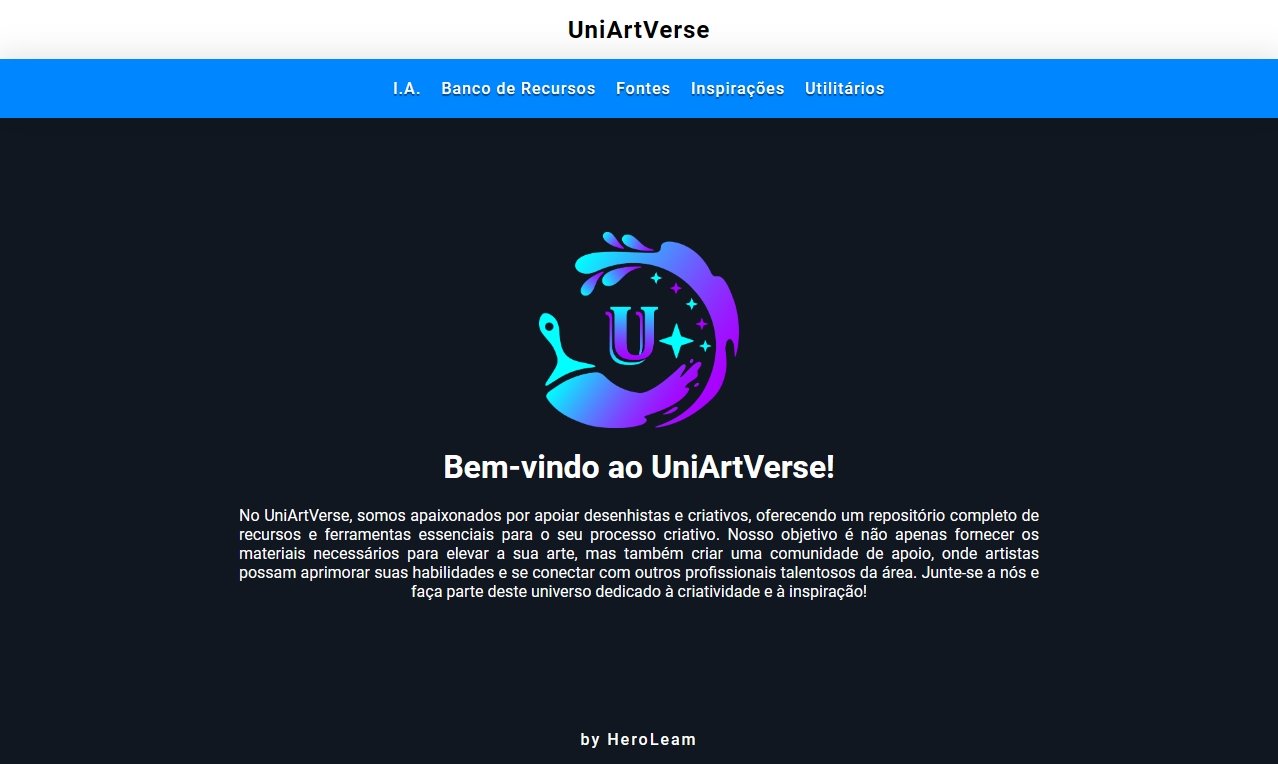 UniArtVerse
I.A. Banco de Recursos Fontes Inspirações Utilitários
U
Bem-vindo ao UniArtVerse!
No UniArtVerse, somos apaixonados por apoiar desenhistas e criativos, oferecendo um repositório completo de
recursos e ferramentas essenciais para o seu processo criativo. Nosso objetivo é não apenas fornecer os
materiais necessários para elevar a sua arte, mas também criar uma comunidade de apoio, onde artistas
possam aprimorar suas habilidades e se conectar com outros profissionais talentosos da área. Junte-se a nós e
faça parte deste universo dedicado à criatividade e à inspiração!
by HeroLeam